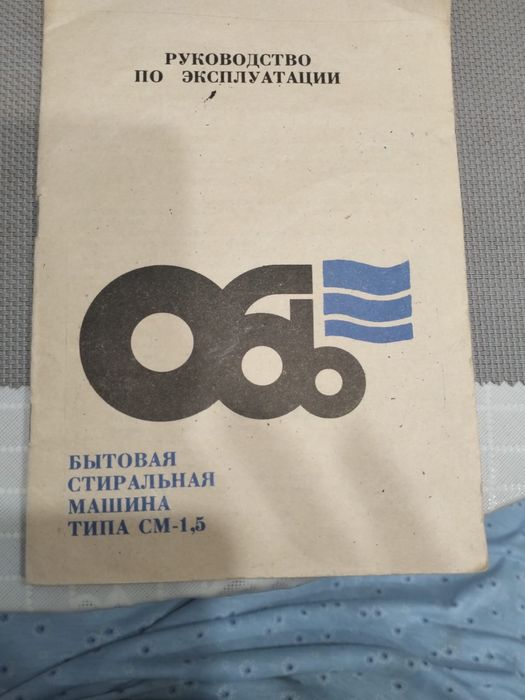 РУКОВОДСТВО
ПО ЭКСПЛУАТАЦИИ
Обь
БЫТОВАЯ
СТИРАЛЬНАЯ
МАШИНА
ТИПА СМ-1,5